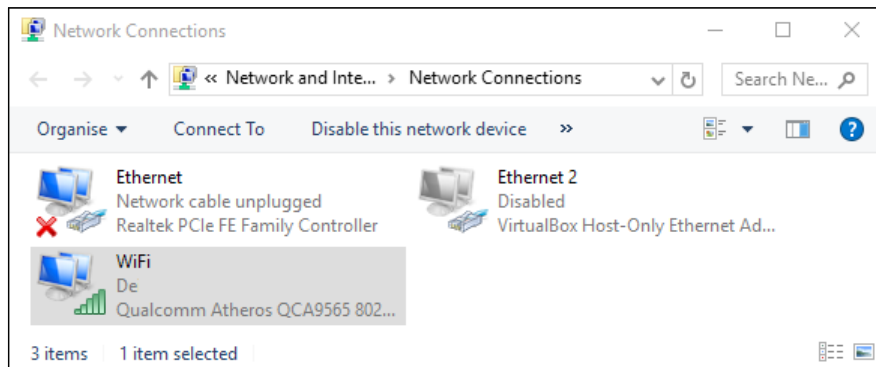 Network Connections
« Network and Inte... > Network Connections
Search Ne...
Organise
Connect To
Disable this network device
»
Ethernet
Network cable unplugged
Realtek PCIe FE Family Controller
Ethernet 2
Disabled
VirtualBox Host-Only Ethernet Ad...
WiFi
De
Qualcomm Atheros QCA9565 802...
3 items
1 item selected